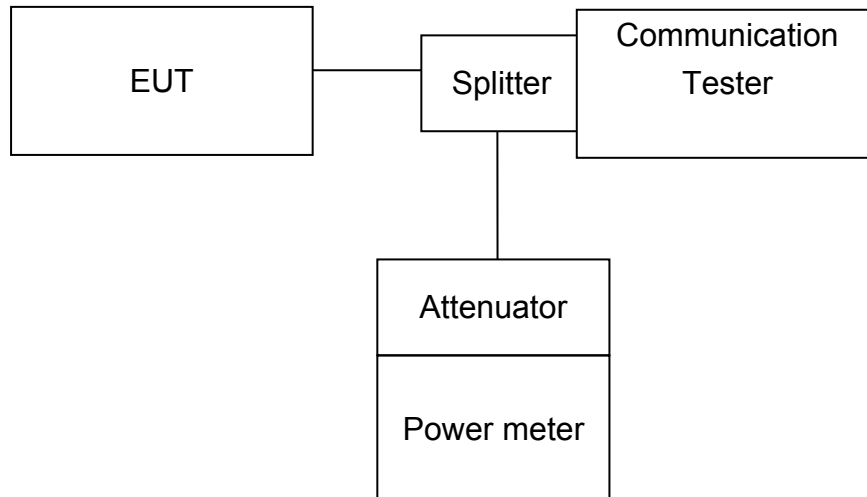 EUT
Splitter
Communication
Tester
Attenuator
Power meter